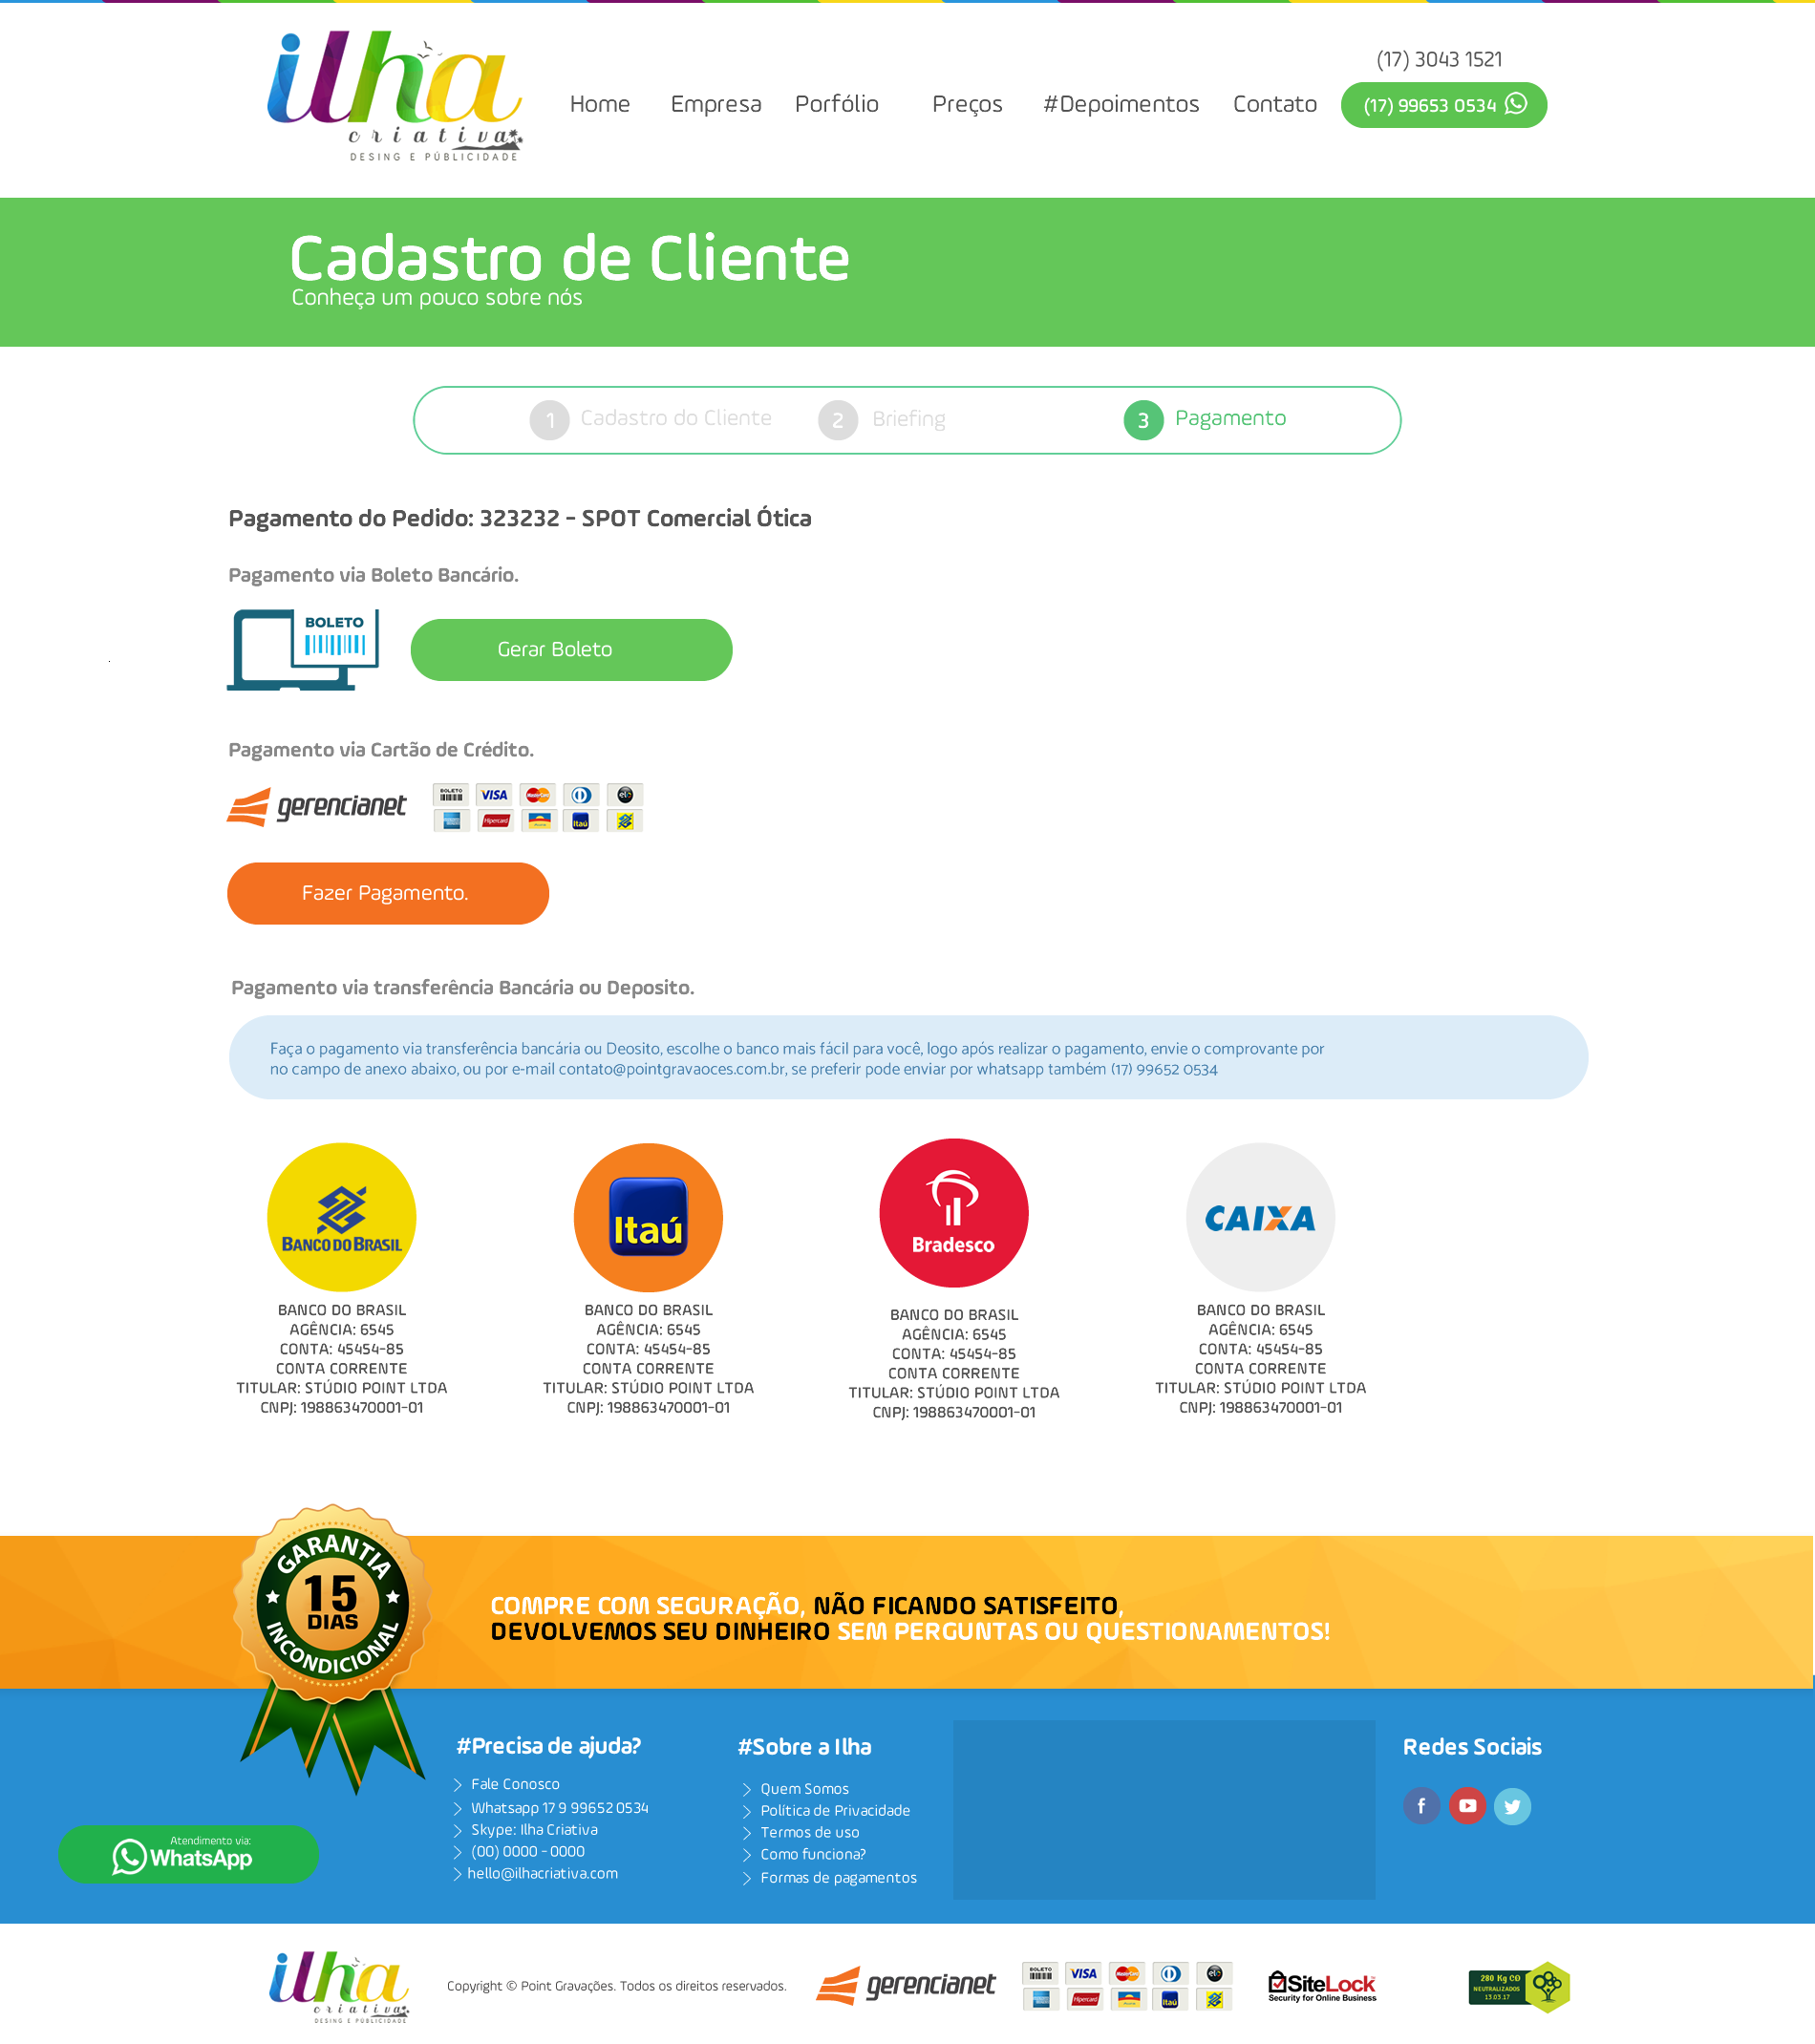 ilha
criativa
DESING E PÚBLICIDADE
Home Empresa Porfólio Preços #Depoimentos Contato
(17) 3043 1521
(17) 99653 0534
Cadastro de Cliente
Conheça um pouco sobre nós
1 Cadastro do Cliente 2 Briefing 3 Pagamento
Pagamento do Pedido: 323232 - SPOT Comercial Ótica
Pagamento via Boleto Bancário.
BOLETO
Gerar Boleto
Pagamento via Cartão de Crédito.
gerencianet
BOLETO VISA MasterCard elo
Hipercard Itaú
Fazer Pagamento.
Pagamento via transferência Bancária ou Deposito.
Faça o pagamento via transferência bancária ou Deosito, escolhe o banco mais fácil para você, logo após realizar o pagamento, envie o comprovante por
no campo de anexo abaixo, ou por e-mail contato@pointgravaoces.com.br, se preferir pode enviar por whatsapp também (17) 99652 0534
BANCO DO BRASIL
BANCO DO BRASIL
AGÊNCIA: 6545
CONTA: 45454-85
CONTA CORRENTE
TITULAR: STÚDIO POINT LTDA
CNPJ: 198863470001-01
Itaú
BANCO DO BRASIL
AGÊNCIA: 6545
CONTA: 45454-85
CONTA CORRENTE
TITULAR: STÚDIO POINT LTDA
CNPJ: 198863470001-01
Bradesco
BANCO DO BRASIL
AGÊNCIA: 6545
CONTA: 45454-85
CONTA CORRENTE
TITULAR: STÚDIO POINT LTDA
CNPJ: 198863470001-01
CAIXA
BANCO DO BRASIL
AGÊNCIA: 6545
CONTA: 45454-85
CONTA CORRENTE
TITULAR: STÚDIO POINT LTDA
CNPJ: 198863470001-01
GARANTIA
15
DIAS
INCONDICIONAL
COMPRE COM SEGURAÇÃO, NÃO FICANDO SATISFEITO,
DEVOLVEMOS SEU DINHEIRO SEM PERGUNTAS OU QUESTIONAMENTOS!
Atendimento via:
WhatsApp
#Precisa de ajuda?
Fale Conosco
Whatsapp 17 9 99652 0534
Skype: Ilha Criativa
(00) 0000 - 0000
hello@ilhacriativa.com
#Sobre a Ilha
Quem Somos
Política de Privacidade
Termos de uso
Como funciona?
Formas de pagamentos
Redes Sociais
ilha
criativa
DESING E PÚBLICIDADE
Copyright © Point Gravações. Todos os direitos reservados.
gerencianet
BOLETO VISA MasterCard elo
Hipercard Itaú
SiteLock
Security for Online Business
280 Kg CO
NEUTRALIZADOS
13.03.17